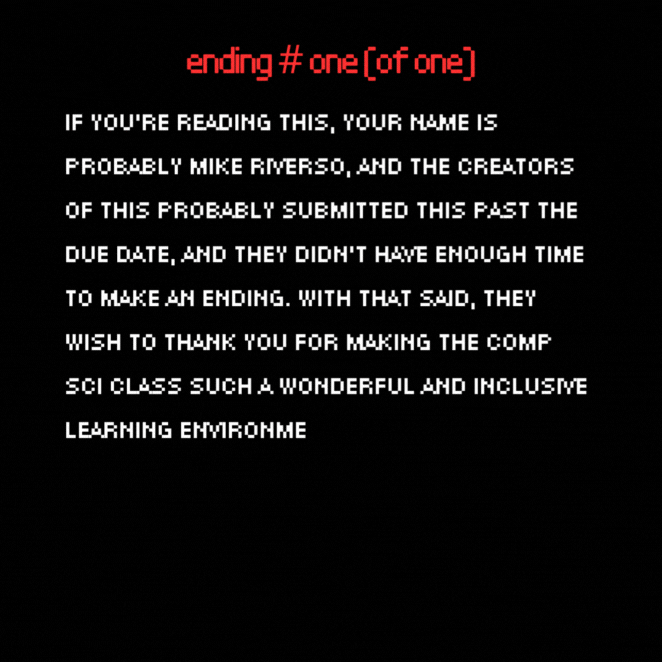 ending # one (of one)
IF YOU'RE READING THIS, YOUR NAME IS
PROBABLY MIKE RIVERSO, AND THE CREATORS
OF THIS PROBABLY SUBMITTED THIS PAST THE
DUE DATE, AND THEY DIDN'T HAVE ENOUGH TIME
TO MAKE AN ENDING. WITH THAT SAID, THEY
WISH TO THANK YOU FOR MAKING THE COMP
SCI CLASS SUCH A WONDERFUL AND INCLUSIVE
LEARNING ENVIRONME